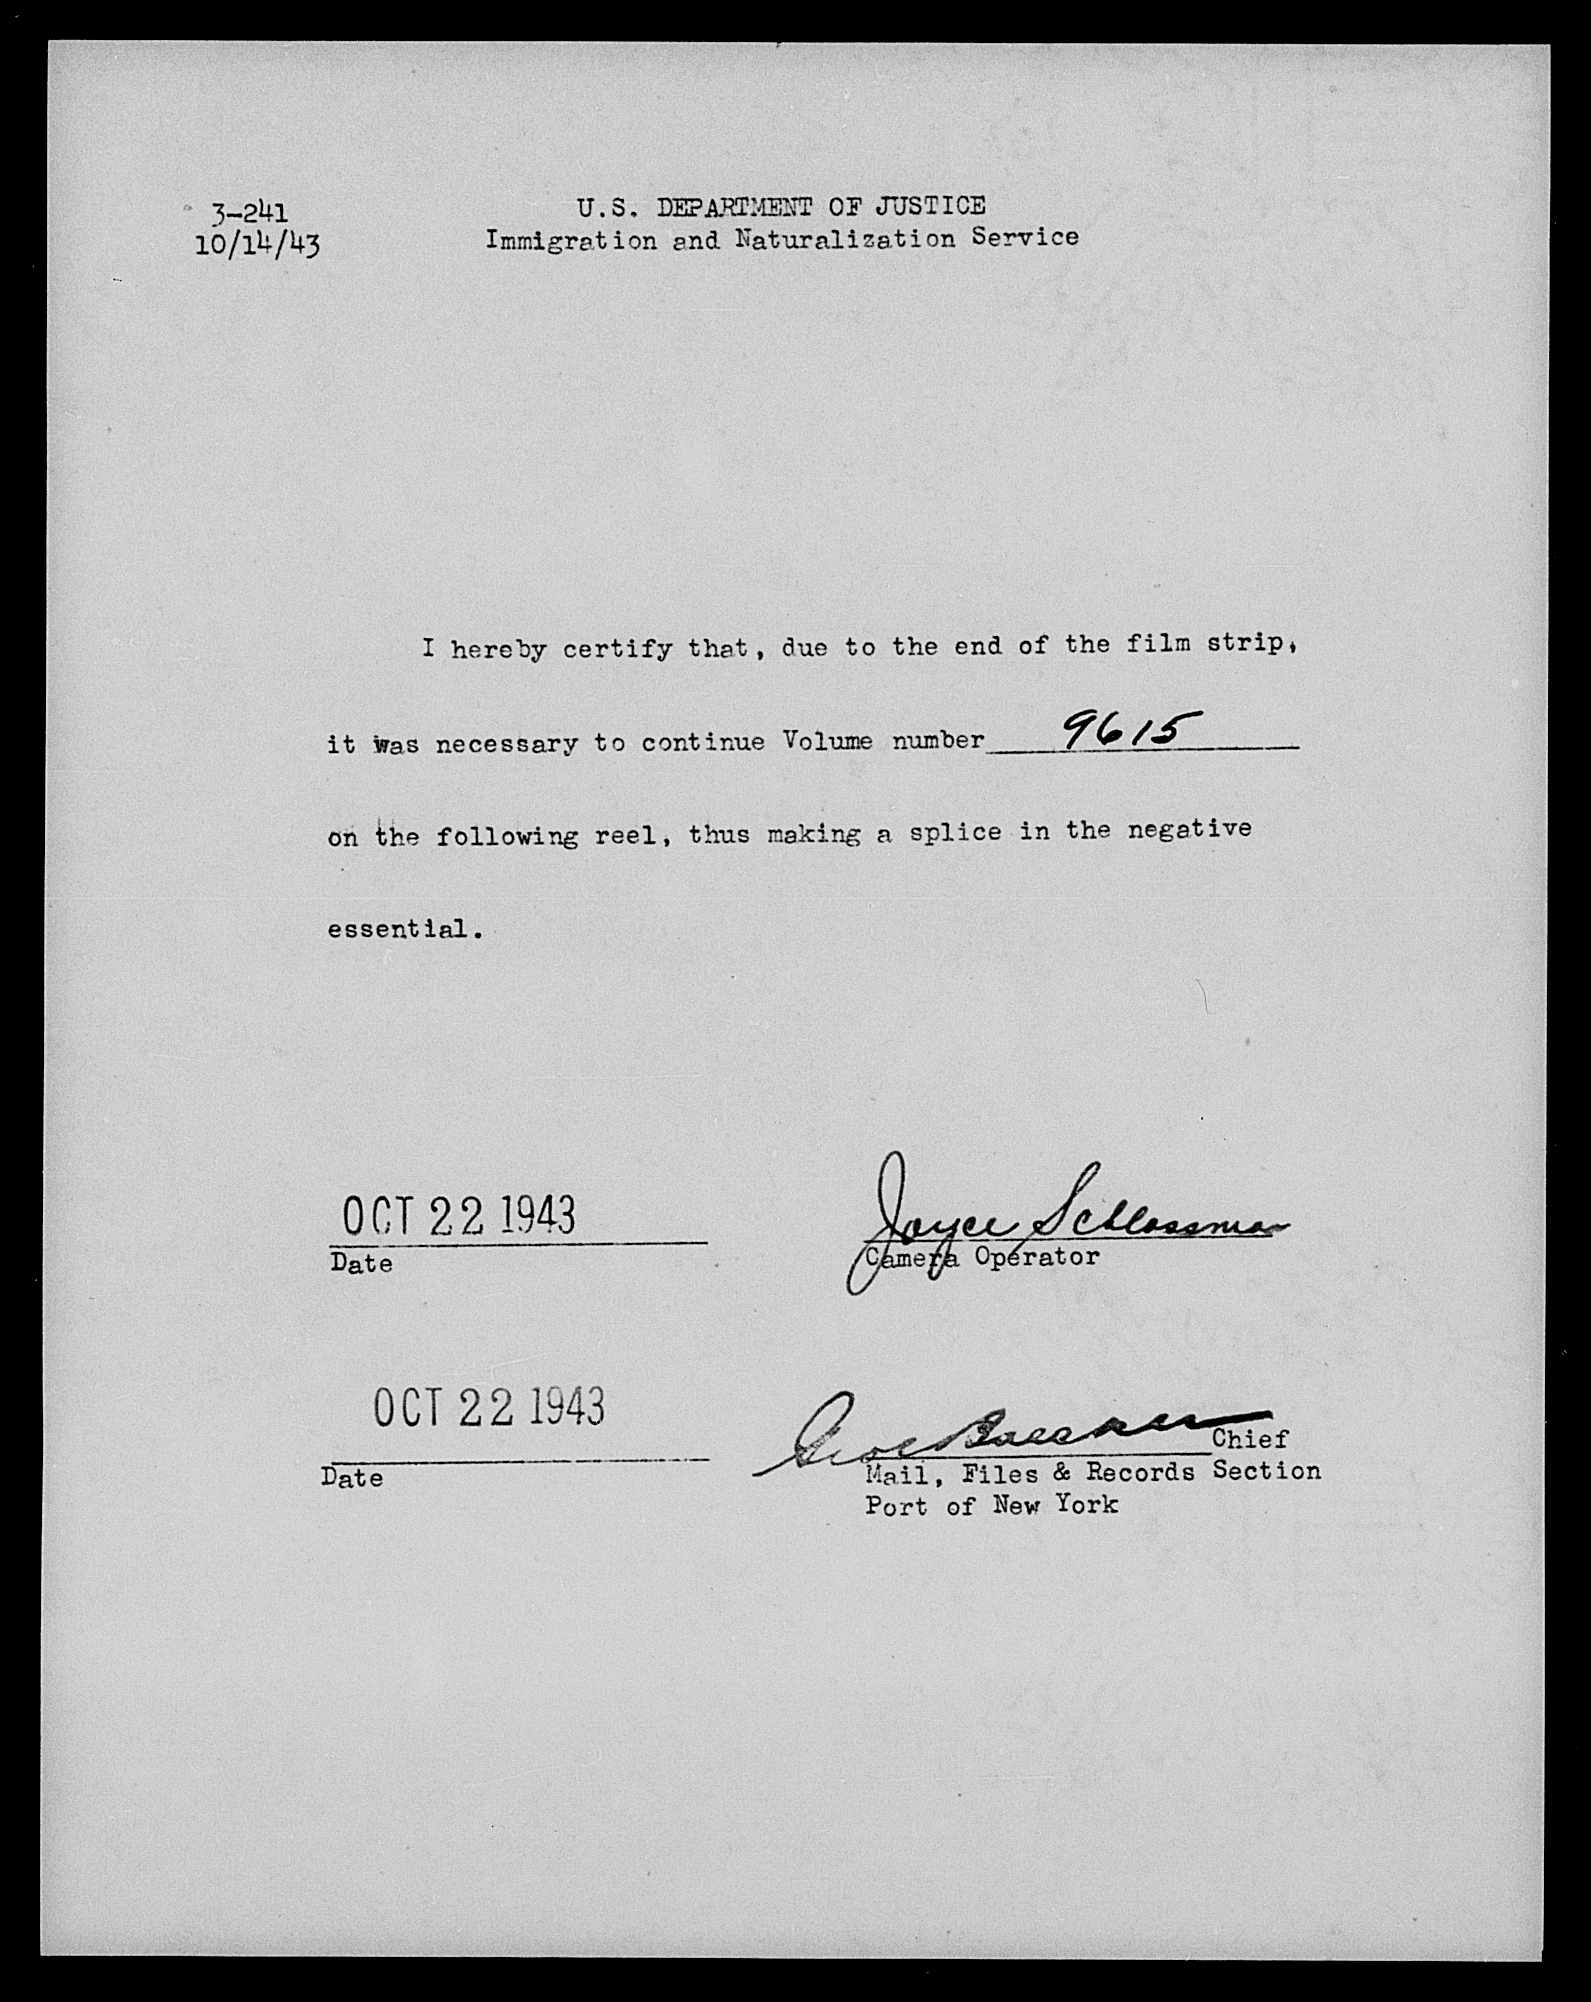 3-241
10/14/43
U.S. DEPARTMENT OF JUSTICE
Immigration and Naturalization Service
I hereby certify that, due to the end of the film strip,
it was necessary to continue Volume number 9615
on the following reel, thus making a splice in the negative
essential.
OCT 22 1943
Date
Joyce Schlossman
Camera Operator
OCT 22 1943
Date
Chief
Mail, Files & Records Section
Port of New York